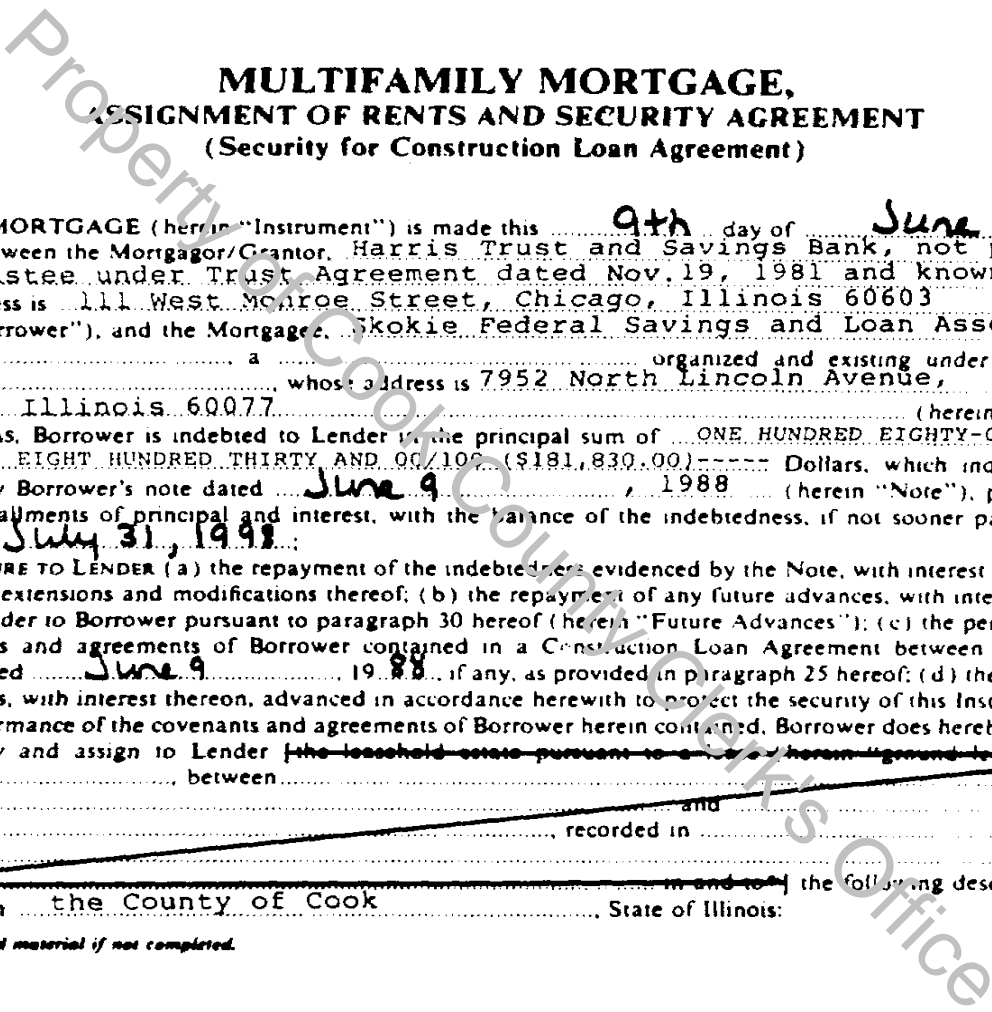 MULTIFAMILY MORTGAGE,
ASSIGNMENT OF RENTS AND SECURITY AGREEMENT
(Security for Construction Loan Agreement)
MORTGAGE (herein "Instrument") is made this 9th day of June
ween the Mortgagor/Grantor, Harris Trust and Savings Bank, not p
stee under Trust Agreement dated Nov. 19, 1981 and known
ess is 111 West Monroe Street, Chicago, Illinois 60603
rrower"), and the Mortgagee, Skokie Federal Savings and Loan Asso
, a organized and existing under
, whose address is 7952 North Lincoln Avenue,
Illinois 60077 (herein
AS, Borrower is indebted to Lender in the principal sum of ONE HUNDRED EIGHTY-O
EIGHT HUNDRED THIRTY AND 00/100 ($181,830.00)----- Dollars, which ind
y Borrower's note dated June 9, 1988 (herein "Note"), p
allments of principal and interest, with the balance of the indebtedness, if not sooner pa
July 31, 1998;
URE TO LENDER (a) the repayment of the indebtedness evidenced by the Note, with interest
extensions and modifications thereof; (b) the repayment of any future advances, with inte
der to Borrower pursuant to paragraph 30 hereof (herein "Future Advances"); (c) the per
s and agreements of Borrower contained in a Construction Loan Agreement between
ed June 9, 1988, if any, as provided in paragraph 25 hereof; (d) the
s, with interest thereon, advanced in accordance herewith to protect the security of this Inst
rmance of the covenants and agreements of Borrower herein contained, Borrower does hereb
y and assign to Lender [the leasehold estate pursuant to a lease (herein "ground le
, between
and
, recorded in
in and to*] the following desc
the County of Cook, State of Illinois:
d material if not completed.
Property of Cook County Clerk's Office